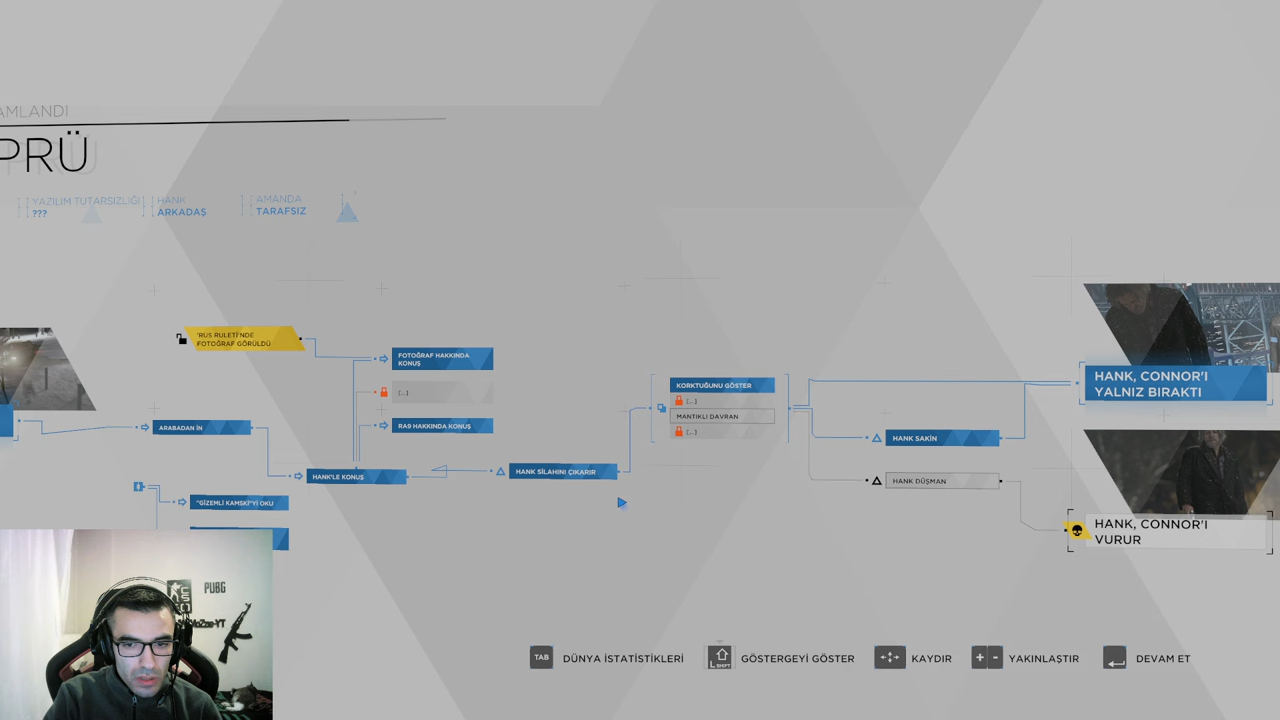 AMLANDI
PRÜ
YAZILIM TUTARSIZLIĞI
???
HANK
ARKADAŞ
AMANDA
TARAFSIZ
'RUS RULETİ'NDE
FOTOĞRAF GÖRÜLDÜ
FOTOĞRAF HAKKINDA
KONUŞ
[...]
RA9 HAKKINDA KONUŞ
ARABADAN İN
HANK'LE KONUŞ
"GİZEMLİ KAMSKİ"Yİ OKU
HANK SİLAHINI ÇIKARIR
KORKTUĞUNU GÖSTER
[...]
MANTIKLI DAVRAN
[...]
HANK SAKİN
HANK DÜŞMAN
HANK, CONNOR'I
YALNIZ BIRAKTI
HANK, CONNOR'I
VURUR
PUBG
CS
TAB
DÜNYA İSTATİSTİKLERİ
L SHIFT
GÖSTERGEYİ GÖSTER
KAYDIR
+ -
YAKINLAŞTIR
DEVAM ET